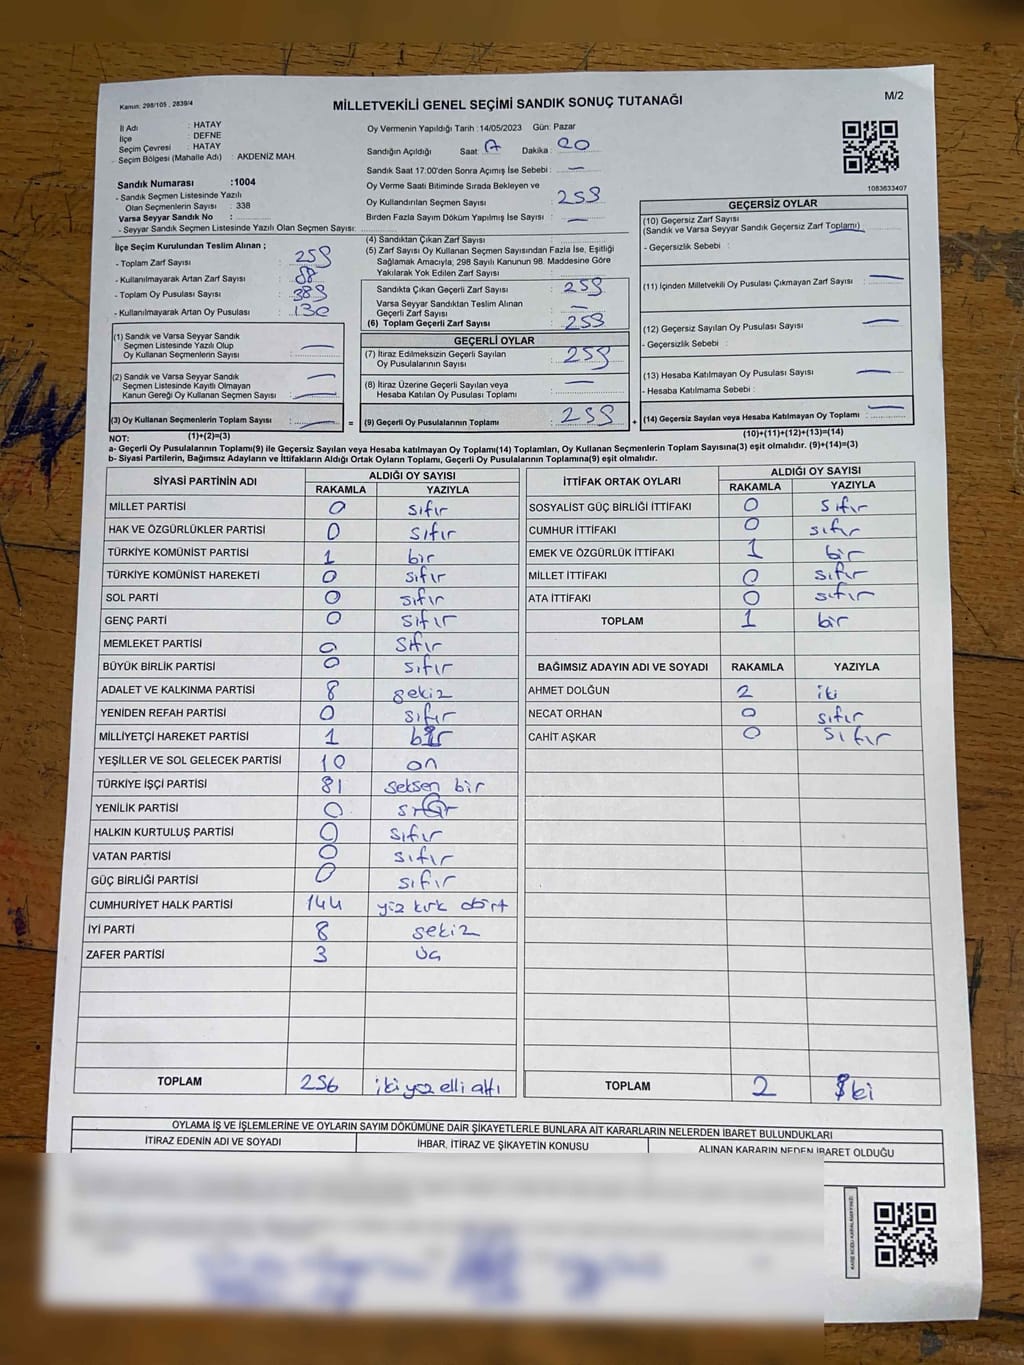 Kanun: 298/105 , 2839/4
MİLLETVEKİLİ GENEL SEÇİMİ SANDIK SONUÇ TUTANAĞI
M/2
İl Adı : HATAY
İlçe : DEFNE
Seçim Çevresi : HATAY
Seçim Bölgesi (Mahalle Adı) : AKDENİZ MAH.
Sandık Numarası :1004
- Sandık Seçmen Listesinde Yazılı
Olan Seçmenlerin Sayısı : 338
Varsa Seyyar Sandık No :
- Seyyar Sandık Seçmen Listesinde Yazılı Olan Seçmen Sayısı:
Oy Vermenin Yapıldığı Tarih :14/05/2023 Gün: Pazar
Sandığın Açıldığı Saat Dakika : 20
Sandık Saat 17:00'den Sonra Açımış İse Sebebi : —
Oy Verme Saati Bitiminde Sırada Bekleyen ve
Oy Kullandırılan Seçmen Sayısı : 259
Birden Fazla Sayım Döküm Yapılmış İse Sayısı : —
1083633407
İlçe Seçim Kurulundan Teslim Alınan ;
- Toplam Zarf Sayısı : 259
- Kullanılmayarak Artan Zarf Sayısı : 88
- Toplam Oy Pusulası Sayısı : 389
- Kullanılmayarak Artan Oy Pusulası : 130
(1) Sandık ve Varsa Seyyar Sandık
Seçmen Listesinde Yazılı Olup
Oy Kullanan Seçmenlerin Sayısı : —
(2) Sandık ve Varsa Seyyar Sandık
Seçmen Listesinde Kayıtlı Olmayan
Kanun Gereği Oy Kullanan Seçmen Sayısı : —
(3) Oy Kullanan Seçmenlerin Toplam Sayısı : —
(1)+(2)=(3)
(4) Sandıktan Çıkan Zarf Sayısı :
(5) Zarf Sayısı Oy Kullanan Seçmen Sayısından Fazla İse, Eşitliği
Sağlamak Amacıyla, 298 Sayılı Kanunun 98. Maddesine Göre
Yakılarak Yok Edilen Zarf Sayısı :
Sandıkta Çıkan Geçerli Zarf Sayısı : 259
Varsa Seyyar Sandıktan Teslim Alınan
Geçerli Zarf Sayısı : —
(6) Toplam Geçerli Zarf Sayısı : 259
GEÇERLİ OYLAR
(7) İtiraz Edilmeksizin Geçerli Sayılan
Oy Pusulalarının Sayısı : 259
(8) İtiraz Üzerine Geçerli Sayılan veya
Hesaba Katılan Oy Pusulası Toplamı : —
= (9) Geçerli Oy Pusulalarının Toplamı : 259 +
GEÇERSİZ OYLAR
(10) Geçersiz Zarf Sayısı
(Sandık ve Varsa Seyyar Sandık Geçersiz Zarf Toplamı) —
- Geçersizlik Sebebi :
(11) İçinden Milletvekili Oy Pusulası Çıkmayan Zarf Sayısı : —
(12) Geçersiz Sayılan Oy Pusulası Sayısı : —
- Geçersizlik Sebebi :
(13) Hesaba Katılmayan Oy Pusulası Sayısı : —
- Hesaba Katılmama Sebebi :
(14) Geçersiz Sayılan veya Hesaba Katılmayan Oy Toplamı : —
(10)+(11)+(12)+(13)=(14)
NOT:
a- Geçerli Oy Pusulalarının Toplamı(9) ile Geçersiz Sayılan veya Hesaba katılmayan Oy Toplamı(14) Toplamları, Oy Kullanan Seçmenlerin Toplam Sayısına(3) eşit olmalıdır. (9)+(14)=(3)
b- Siyasi Partilerin, Bağımsız Adayların ve İttifakların Aldığı Ortak Oyların Toplamı, Geçerli Oy Pusulalarının Toplamına(9) eşit olmalıdır.
SİYASİ PARTİNİN ADI ALDIĞI OY SAYISI
RAKAMLA YAZIYLA
MİLLET PARTİSİ 0 sıfır
HAK VE ÖZGÜRLÜKLER PARTİSİ 0 sıfır
TÜRKİYE KOMÜNİST PARTİSİ 1 bir
TÜRKİYE KOMÜNİST HAREKETİ 0 sıfır
SOL PARTİ 0 sıfır
GENÇ PARTİ 0 sıfır
MEMLEKET PARTİSİ 0 sıfır
BÜYÜK BİRLİK PARTİSİ 0 sıfır
ADALET VE KALKINMA PARTİSİ 8 sekiz
YENİDEN REFAH PARTİSİ 0 sıfır
MİLLİYETÇİ HAREKET PARTİSİ 1 bir
YEŞİLLER VE SOL GELECEK PARTİSİ 10 on
TÜRKİYE İŞÇİ PARTİSİ 81 seksen bir
YENİLİK PARTİSİ 0 sıfır
HALKIN KURTULUŞ PARTİSİ 0 sıfır
VATAN PARTİSİ 0 sıfır
GÜÇ BİRLİĞİ PARTİSİ 0 sıfır
CUMHURİYET HALK PARTİSİ 144 yüz kırk dört
İYİ PARTİ 8 sekiz
ZAFER PARTİSİ 3 üç
TOPLAM 256 iki yüz elli altı
İTTİFAK ORTAK OYLARI ALDIĞI OY SAYISI
RAKAMLA YAZIYLA
SOSYALİST GÜÇ BİRLİĞİ İTTİFAKI 0 sıfır
CUMHUR İTTİFAKI 0 sıfır
EMEK VE ÖZGÜRLÜK İTTİFAKI 1 bir
MİLLET İTTİFAKI 0 sıfır
ATA İTTİFAKI 0 sıfır
TOPLAM 1 bir
BAĞIMSIZ ADAYIN ADI VE SOYADI RAKAMLA YAZIYLA
AHMET DOLĞUN 2 iki
NECAT ORHAN 0 sıfır
CAHİT AŞKAR 0 sıfır
TOPLAM 2 iki
OYLAMA İŞ VE İŞLEMLERİNE VE OYLARIN SAYIM DÖKÜMÜNE DAİR ŞİKAYETLERLE BUNLARA AİT KARARLARIN NELERDEN İBARET BULUNDUKLARI
İTİRAZ EDENİN ADI VE SOYADI İHBAR, İTİRAZ VE ŞİKAYETİN KONUSU ALINAN KARARIN NEDEN İBARET OLDUĞU